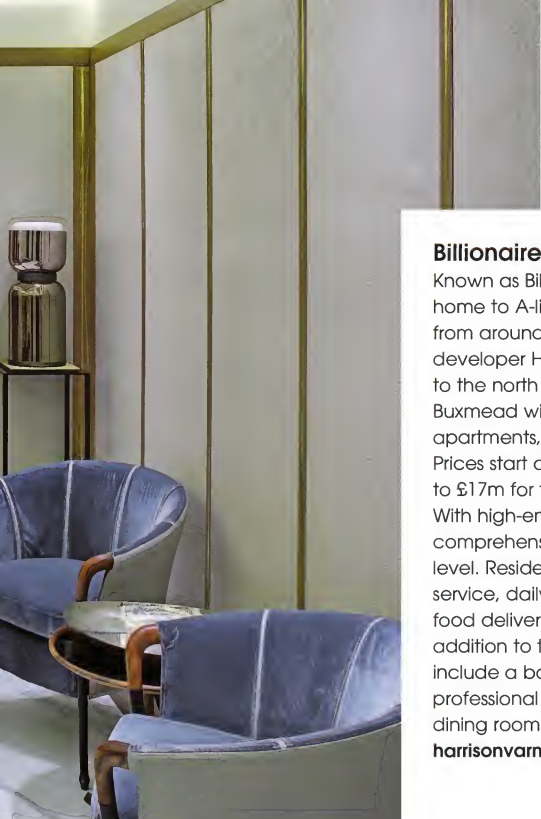 Billionaire
Known as Bil
home to A-li
from around
developer H
to the north
Buxmead wi
apartments,
Prices start
to £17m for
With high-en
comprehens
level. Reside
service, daily
food deliver
addition to t
include a ba
professional
dining room
harrisonvarn